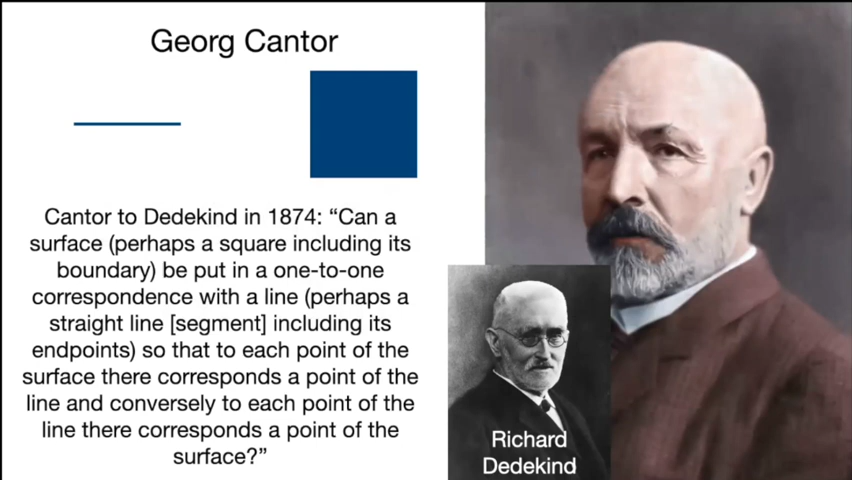 Georg Cantor
Cantor to Dedekind in 1874: “Can a
surface (perhaps a square including its
boundary) be put in a one-to-one
correspondence with a line (perhaps a
straight line [segment] including its
endpoints) so that to each point of the
surface there corresponds a point of the
line and conversely to each point of the
line there corresponds a point of the
surface?”
Richard
Dedekind